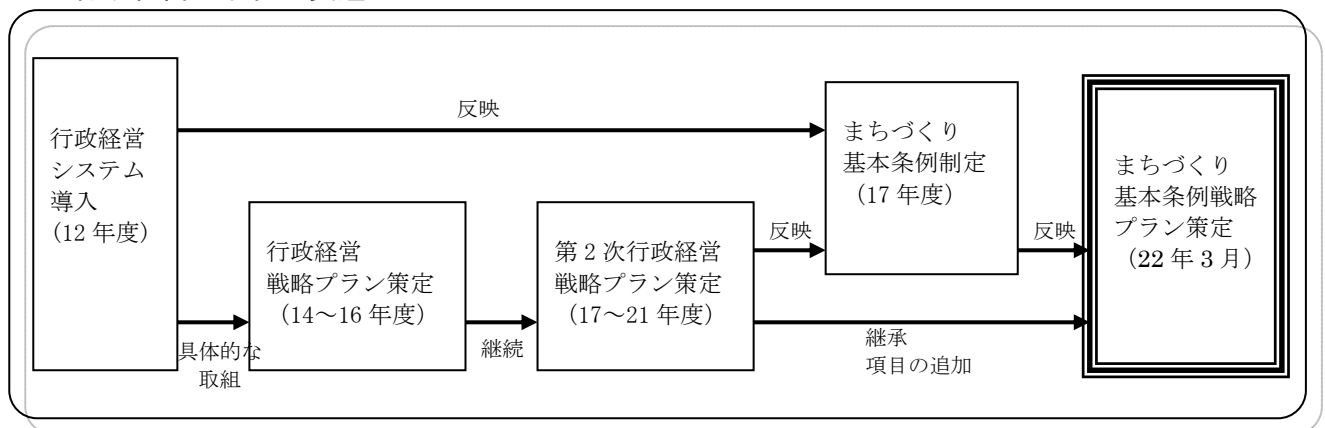 行政経営
システム
導入
(12 年度)
反映
具体的な
取組
行政経営
戦略プラン策定
(14～16 年度)
継続
第 2 次行政経営
戦略プラン策定
(17～21 年度)
反映
継承
項目の追加
まちづくり
基本条例制定
(17 年度)
反映
まちづくり
基本条例戦略
プラン策定
(22 年 3 月)